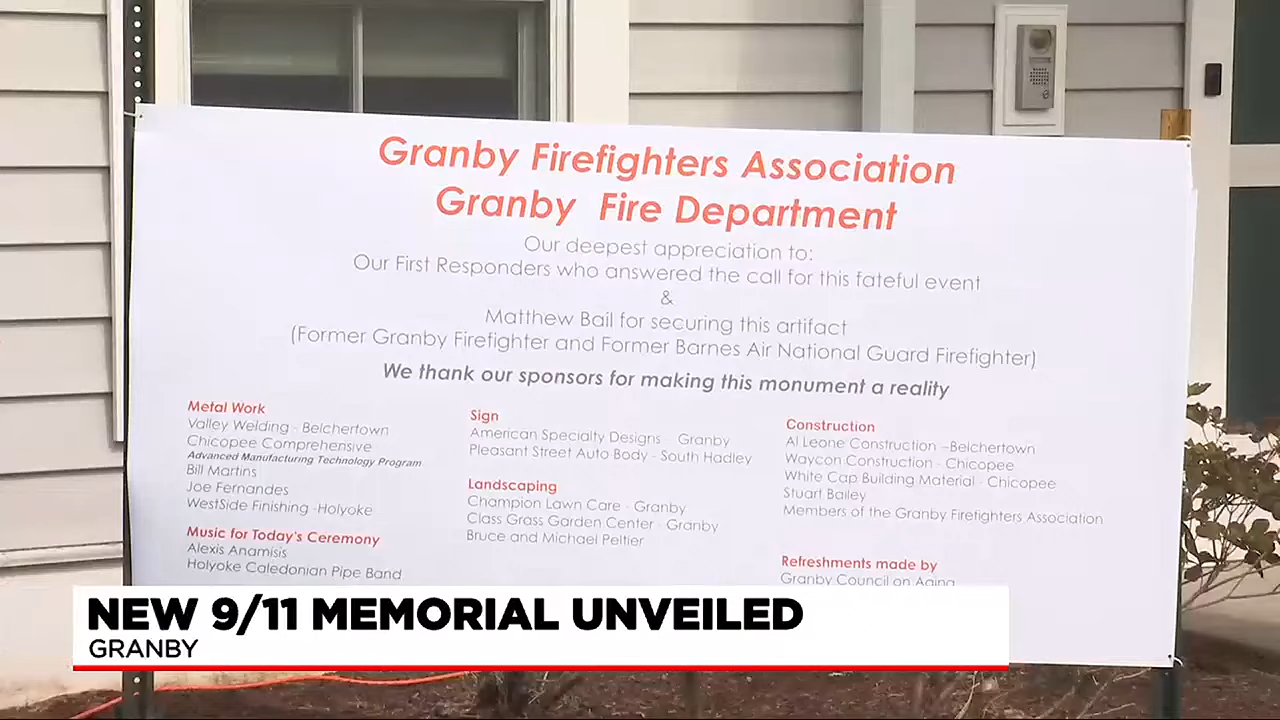 Granby Firefighters Association
Granby Fire Department
Our deepest appreciation to:
Our First Responders who answered the call for this fateful event
&
Matthew Bail for securing this artifact
(Former Granby Firefighter and Former Barnes Air National Guard Firefighter)
We thank our sponsors for making this monument a reality
Metal Work
Valley Welding - Belchertown
Chicopee Comprehensive
Advanced Manufacturing Technology Program
Bill Martins
Joe Fernandes
WestSide Finishing -Holyoke
Music for Today's Ceremony
Alexis Anamisis
Holyoke Caledonian Pipe Band
Sign
American Specialty Designs - Granby
Pleasant Street Auto Body - South Hadley
Landscaping
Champion Lawn Care - Granby
Class Grass Garden Center - Granby
Bruce and Michael Peltier
Construction
Al Leone Construction –Belchertown
Waycon Construction - Chicopee
White Cap Building Material - Chicopee
Stuart Bailey
Members of the Granby Firefighters Association
Refreshments made by
Granby Council on Aging
NEW 9/11 MEMORIAL UNVEILED
GRANBY